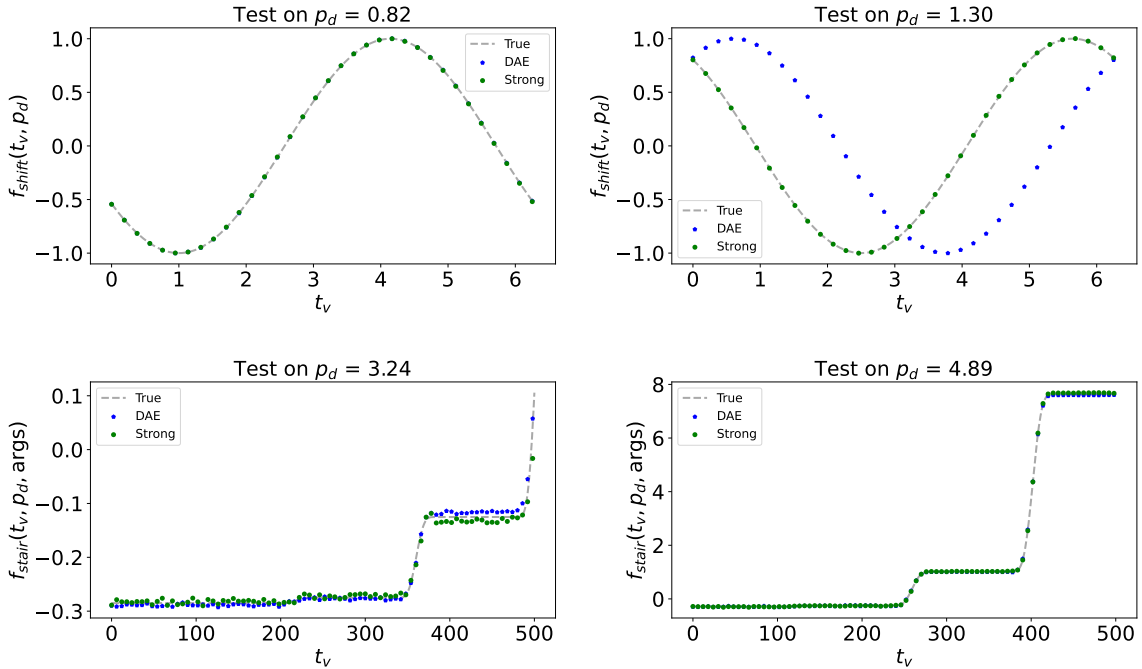 Test on p_d = 0.82
1.0
0.5
0.0
−0.5
−1.0
f_shift(t_v, p_d)
True
DAE
Strong
0 1 2 3 4 5 6
t_v
Test on p_d = 1.30
1.0
0.5
0.0
−0.5
−1.0
f_shift(t_v, p_d)
True
DAE
Strong
0 1 2 3 4 5 6
t_v
Test on p_d = 3.24
0.1
0.0
−0.1
−0.2
−0.3
f_stair(t_v, p_d, args)
True
DAE
Strong
0 100 200 300 400 500
t_v
Test on p_d = 4.89
8
6
4
2
0
f_stair(t_v, p_d, args)
True
DAE
Strong
0 100 200 300 400 500
t_v